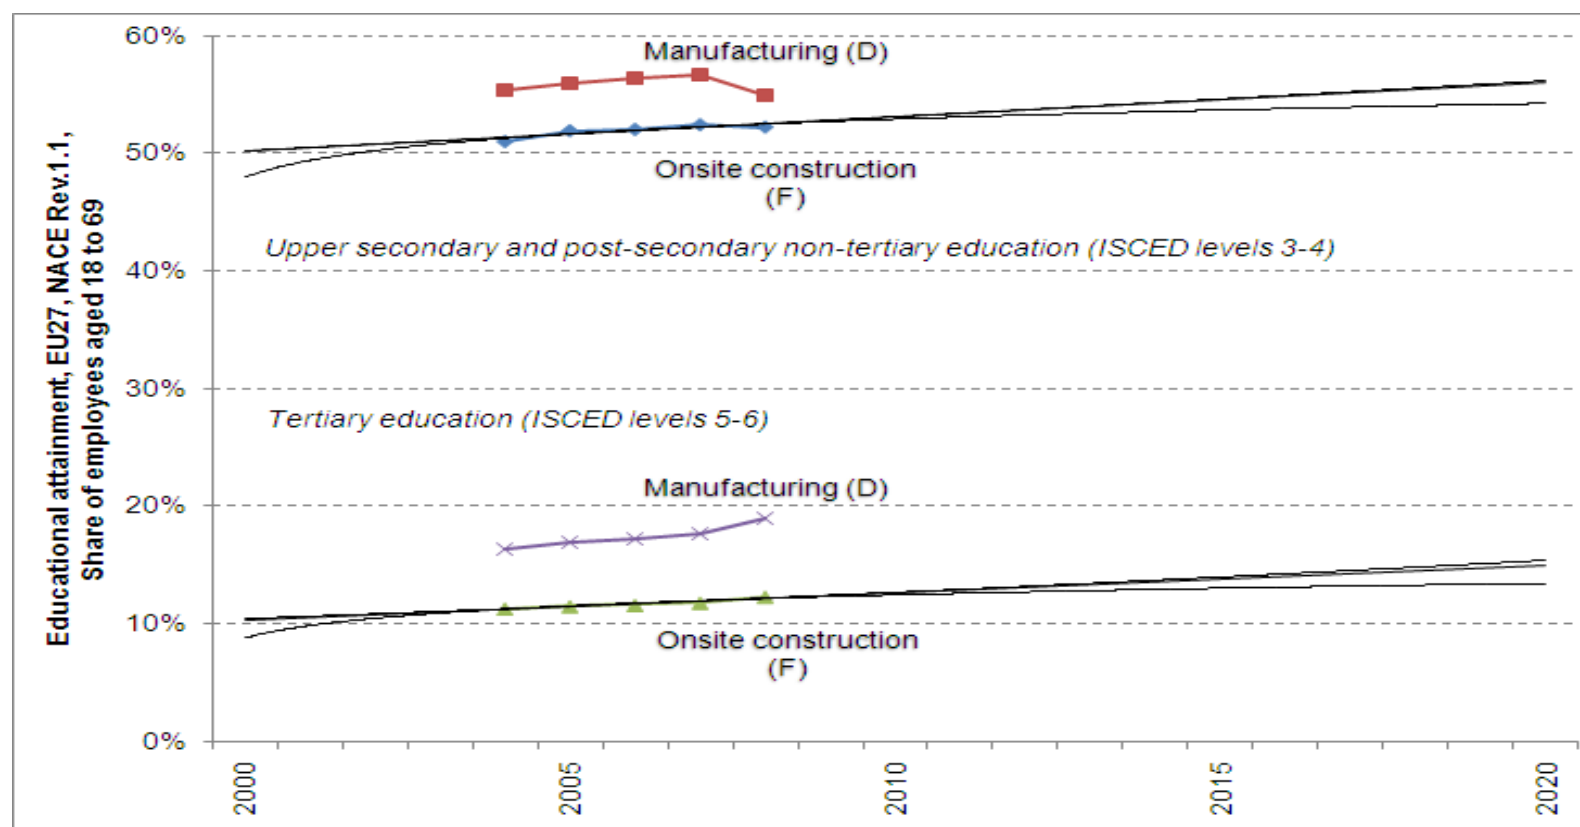 Educational attainment, EU27, NACE Rev.1.1,
Share of employees aged 18 to 69
60%
50%
40%
30%
20%
10%
0%
Manufacturing (D)
Onsite construction
(F)
Upper secondary and post-secondary non-tertiary education (ISCED levels 3-4)
Tertiary education (ISCED levels 5-6)
Manufacturing (D)
Onsite construction
(F)
2000
2005
2010
2015
2020